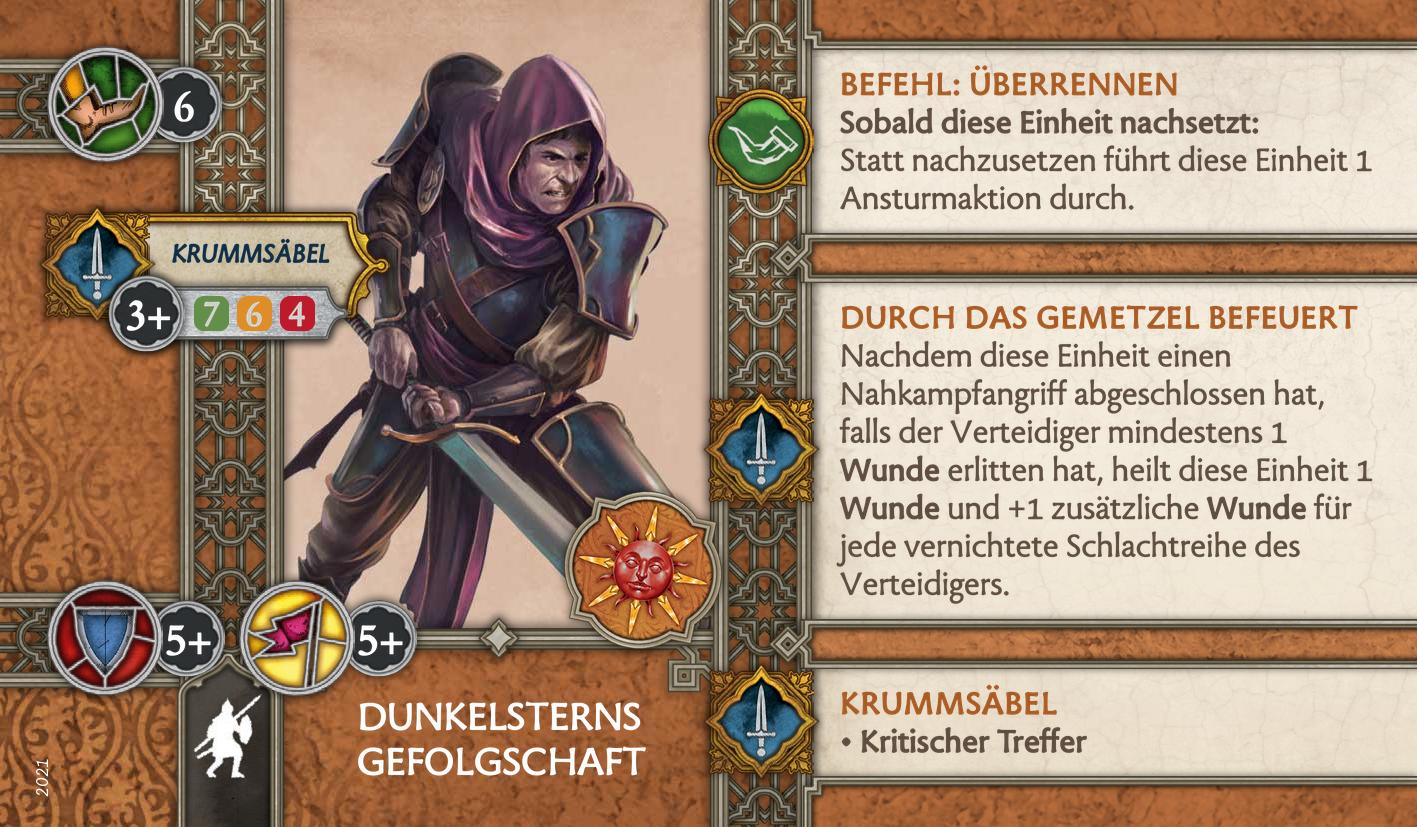 6
KRUMMSÄBEL
3+ 7 6 4
5+ 5+
DUNKELSTERNS
GEFOLGSCHAFT
2021
BEFEHL: ÜBERRENNEN
Sobald diese Einheit nachsetzt:
Statt nachzusetzen führt diese Einheit 1
Ansturmaktion durch.
DURCH DAS GEMETZEL BEFEUERT
Nachdem diese Einheit einen
Nahkampfangriff abgeschlossen hat,
falls der Verteidiger mindestens 1
Wunde erlitten hat, heilt diese Einheit 1
Wunde und +1 zusätzliche Wunde für
jede vernichtete Schlachtreihe des
Verteidigers.
KRUMMSÄBEL
• Kritischer Treffer